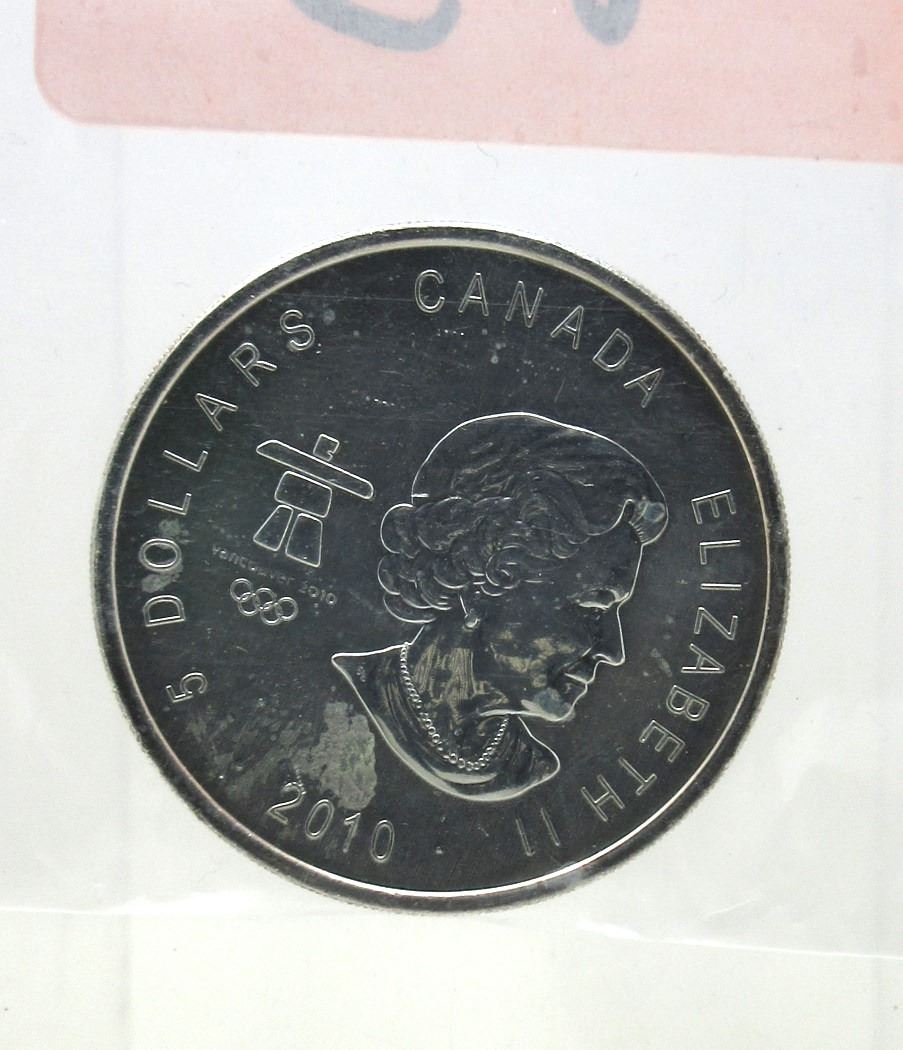 CANADA
ELIZABETH II
5 DOLLARS
vancouver 2010
2010